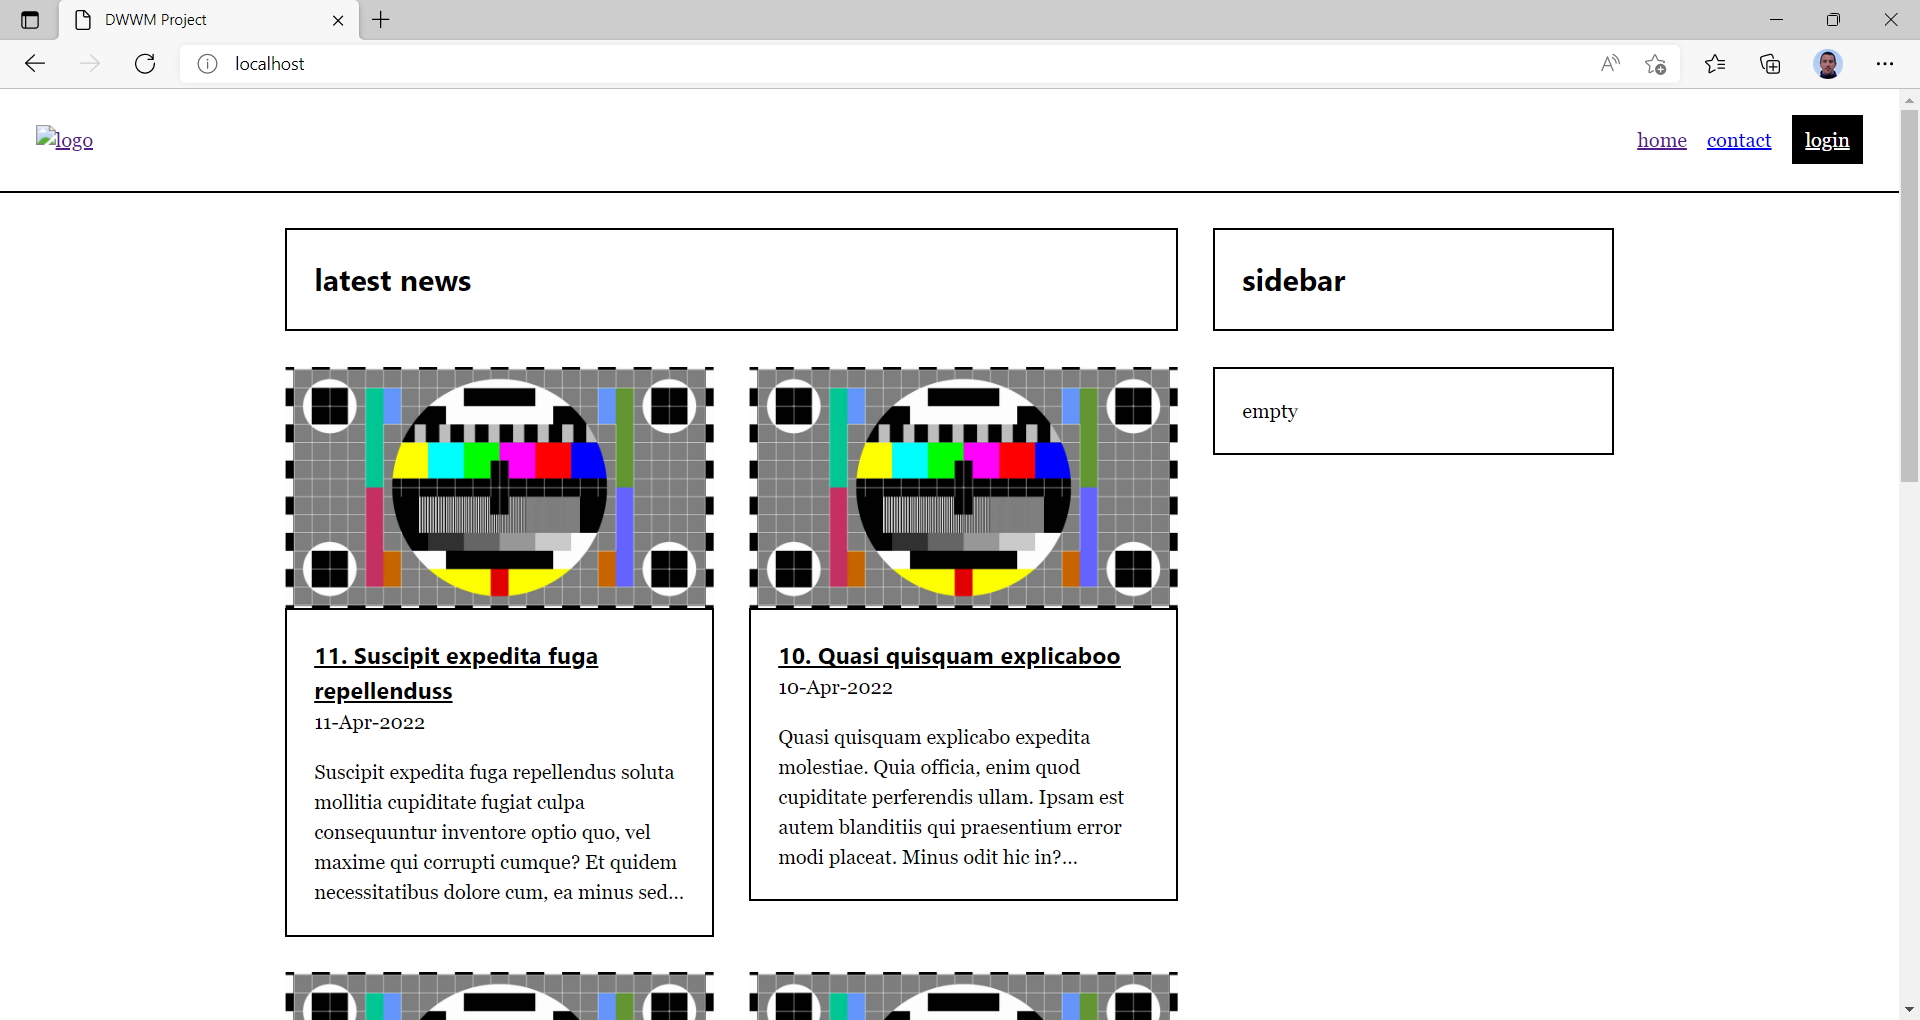 DWWM Project
localhost
logo
home contact login
latest news
sidebar
empty
11. Suscipit expedita fuga
repellenduss
11-Apr-2022
Suscipit expedita fuga repellendus soluta
mollitia cupiditate fugiat culpa
consequuntur inventore optio quo, vel
maxime qui corrupti cumque? Et quidem
necessitatibus dolore cum, ea minus sed...
10. Quasi quisquam explicaboo
10-Apr-2022
Quasi quisquam explicabo expedita
molestiae. Quia officia, enim quod
cupiditate perferendis ullam. Ipsam est
autem blanditiis qui praesentium error
modi placeat. Minus odit hic in?...